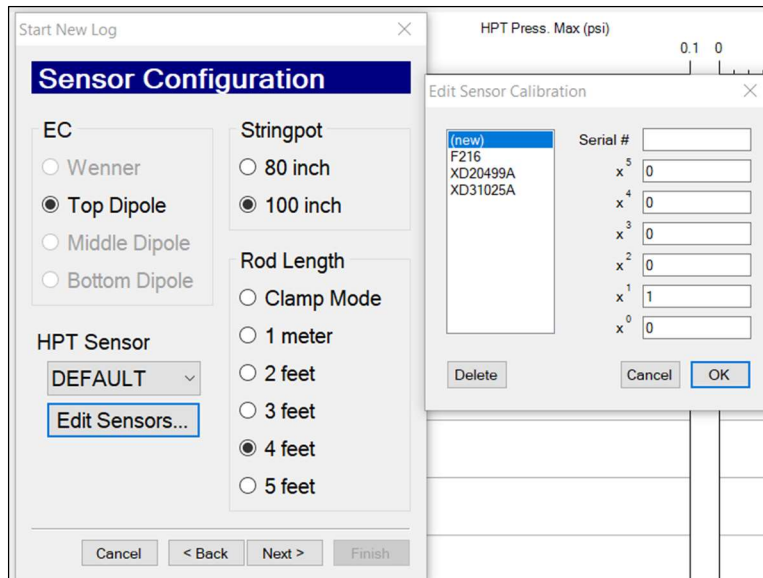 Start New Log
Sensor Configuration
EC
Wenner
Top Dipole
Middle Dipole
Bottom Dipole
HPT Sensor
DEFAULT
Edit Sensors...
Stringpot
80 inch
100 inch
Rod Length
Clamp Mode
1 meter
2 feet
3 feet
4 feet
5 feet
Cancel
< Back
Next >
Finish
HPT Press. Max (psi)
0.1 0
Edit Sensor Calibration
(new)
F216
XD20499A
XD31025A
Serial #
x⁵ 0
x⁴ 0
x³ 0
x² 0
x¹ 1
x⁰ 0
Delete
Cancel
OK